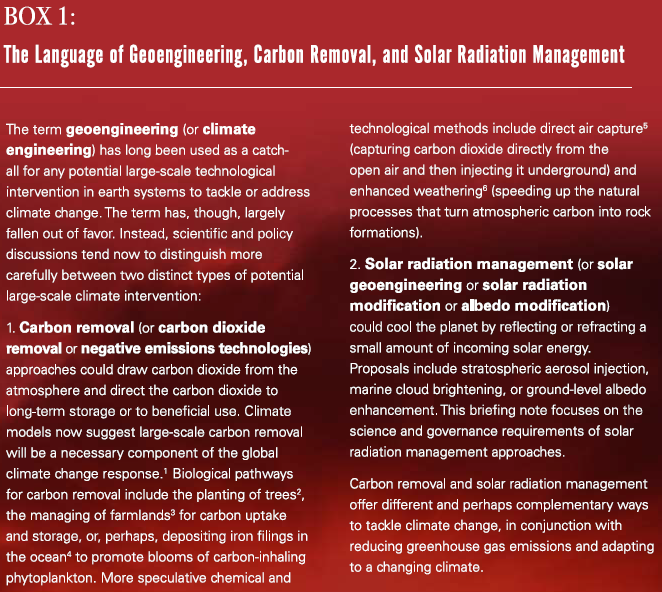 BOX 1:
The Language of Geoengineering, Carbon Removal, and Solar Radiation Management
The term geoengineering (or climate
engineering) has long been used as a catch-
all for any potential large-scale technological
intervention in earth systems to tackle or address
climate change. The term has, though, largely
fallen out of favor. Instead, scientific and policy
discussions tend now to distinguish more
carefully between two distinct types of potential
large-scale climate intervention:
1. Carbon removal (or carbon dioxide
removal or negative emissions technologies)
approaches could draw carbon dioxide from the
atmosphere and direct the carbon dioxide to
long-term storage or to beneficial use. Climate
models now suggest large-scale carbon removal
will be a necessary component of the global
climate change response.¹ Biological pathways
for carbon removal include the planting of trees²,
the managing of farmlands³ for carbon uptake
and storage, or, perhaps, depositing iron filings in
the ocean⁴ to promote blooms of carbon-inhaling
phytoplankton. More speculative chemical and
technological methods include direct air capture⁵
(capturing carbon dioxide directly from the
open air and then injecting it underground) and
enhanced weathering⁶ (speeding up the natural
processes that turn atmospheric carbon into rock
formations).
2. Solar radiation management (or solar
geoengineering or solar radiation
modification or albedo modification)
could cool the planet by reflecting or refracting a
small amount of incoming solar energy.
Proposals include stratospheric aerosol injection,
marine cloud brightening, or ground-level albedo
enhancement. This briefing note focuses on the
science and governance requirements of solar
radiation management approaches.
Carbon removal and solar radiation management
offer different and perhaps complementary ways
to tackle climate change, in conjunction with
reducing greenhouse gas emissions and adapting
to a changing climate.